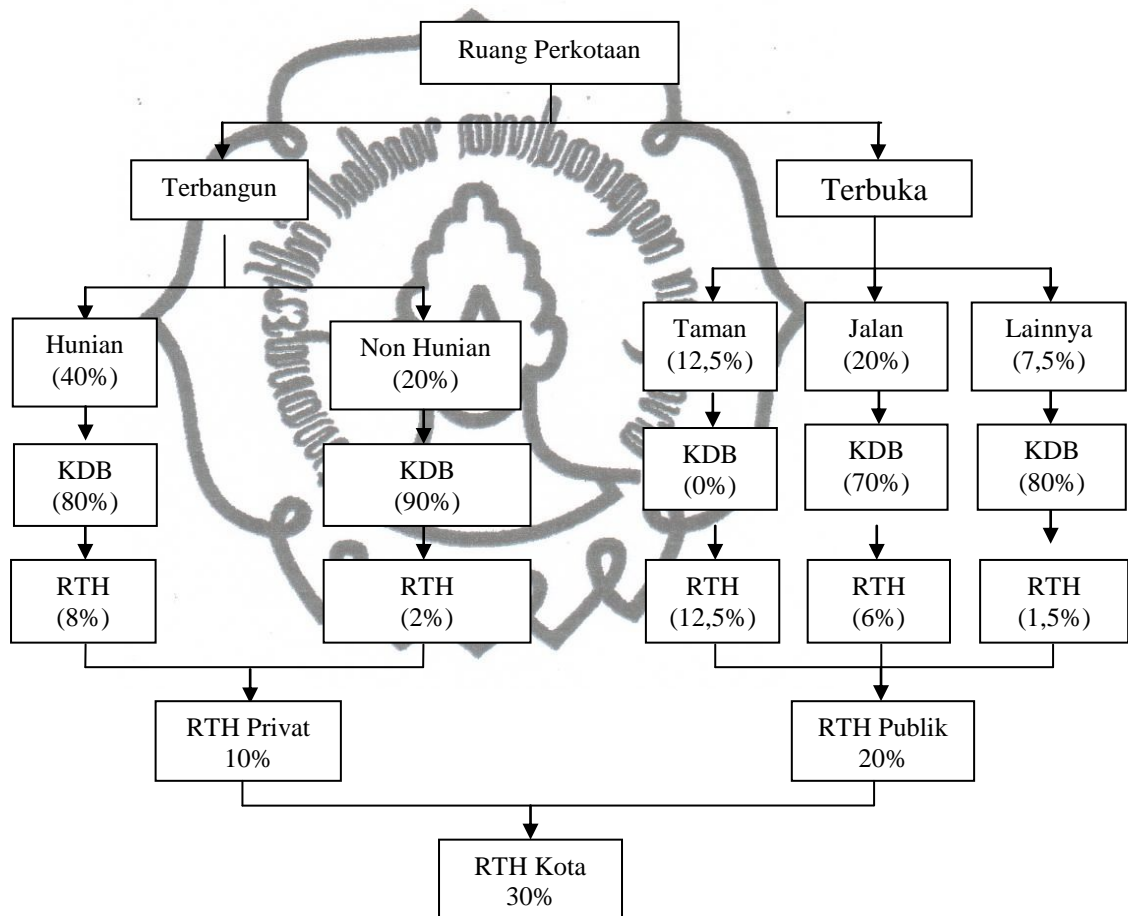 Ruang Perkotaan
Terbangun
Terbuka
Hunian
(40%)
Non Hunian
(20%)
Taman
(12,5%)
Jalan
(20%)
Lainnya
(7,5%)
KDB
(80%)
KDB
(90%)
KDB
(0%)
KDB
(70%)
KDB
(80%)
RTH
(8%)
RTH
(2%)
RTH
(12,5%)
RTH
(6%)
RTH
(1,5%)
RTH Privat
10%
RTH Publik
20%
RTH Kota
30%